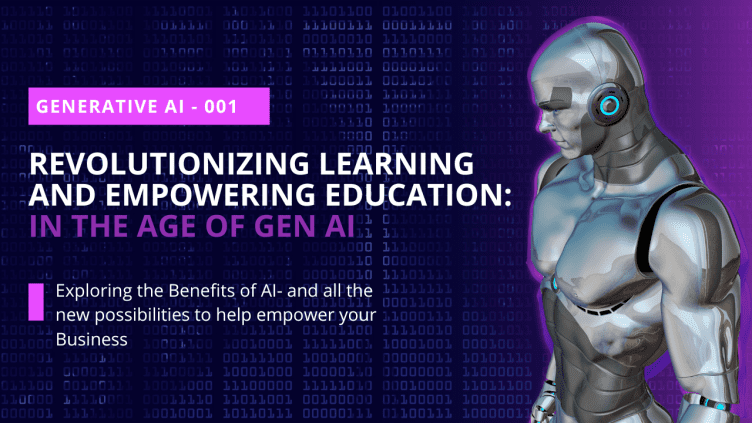 GENERATIVE AI - 001
REVOLUTIONIZING LEARNING
AND EMPOWERING EDUCATION:
IN THE AGE OF GEN AI
Exploring the Benefits of AI- and all the
new possibilities to help empower your
Business